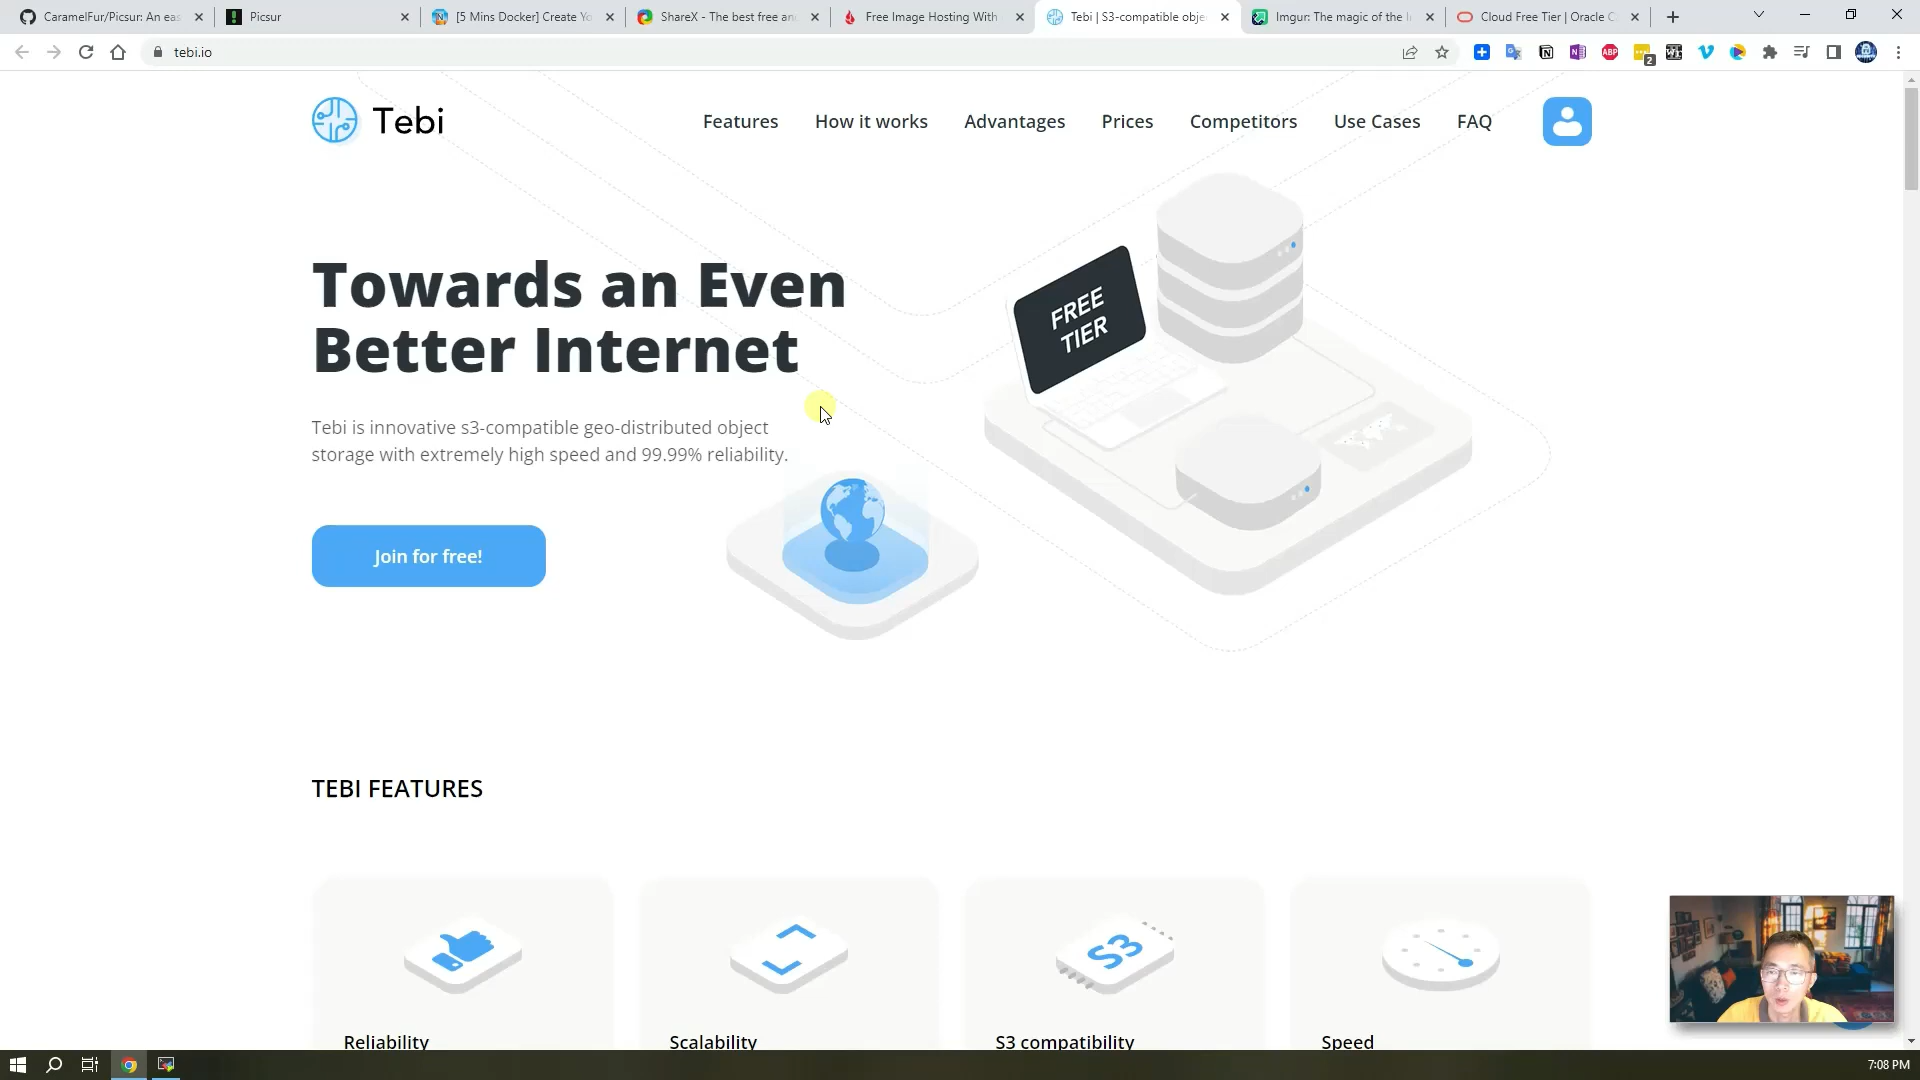 CaramelFur/Picsur: An eas
Picsur
[5 Mins Docker] Create Yo
ShareX - The best free an
Free Image Hosting With
Tebi | S3-compatible obje
Imgur: The magic of the I
Cloud Free Tier | Oracle C
tebi.io
ABP
2
Tebi
Features
How it works
Advantages
Prices
Competitors
Use Cases
FAQ
Towards an Even
Better Internet
FREE
TIER
Tebi is innovative s3-compatible geo-distributed object
storage with extremely high speed and 99.99% reliability.
Join for free!
TEBI FEATURES
S3
Reliability
Scalability
S3 compatibility
Speed
7:08 PM